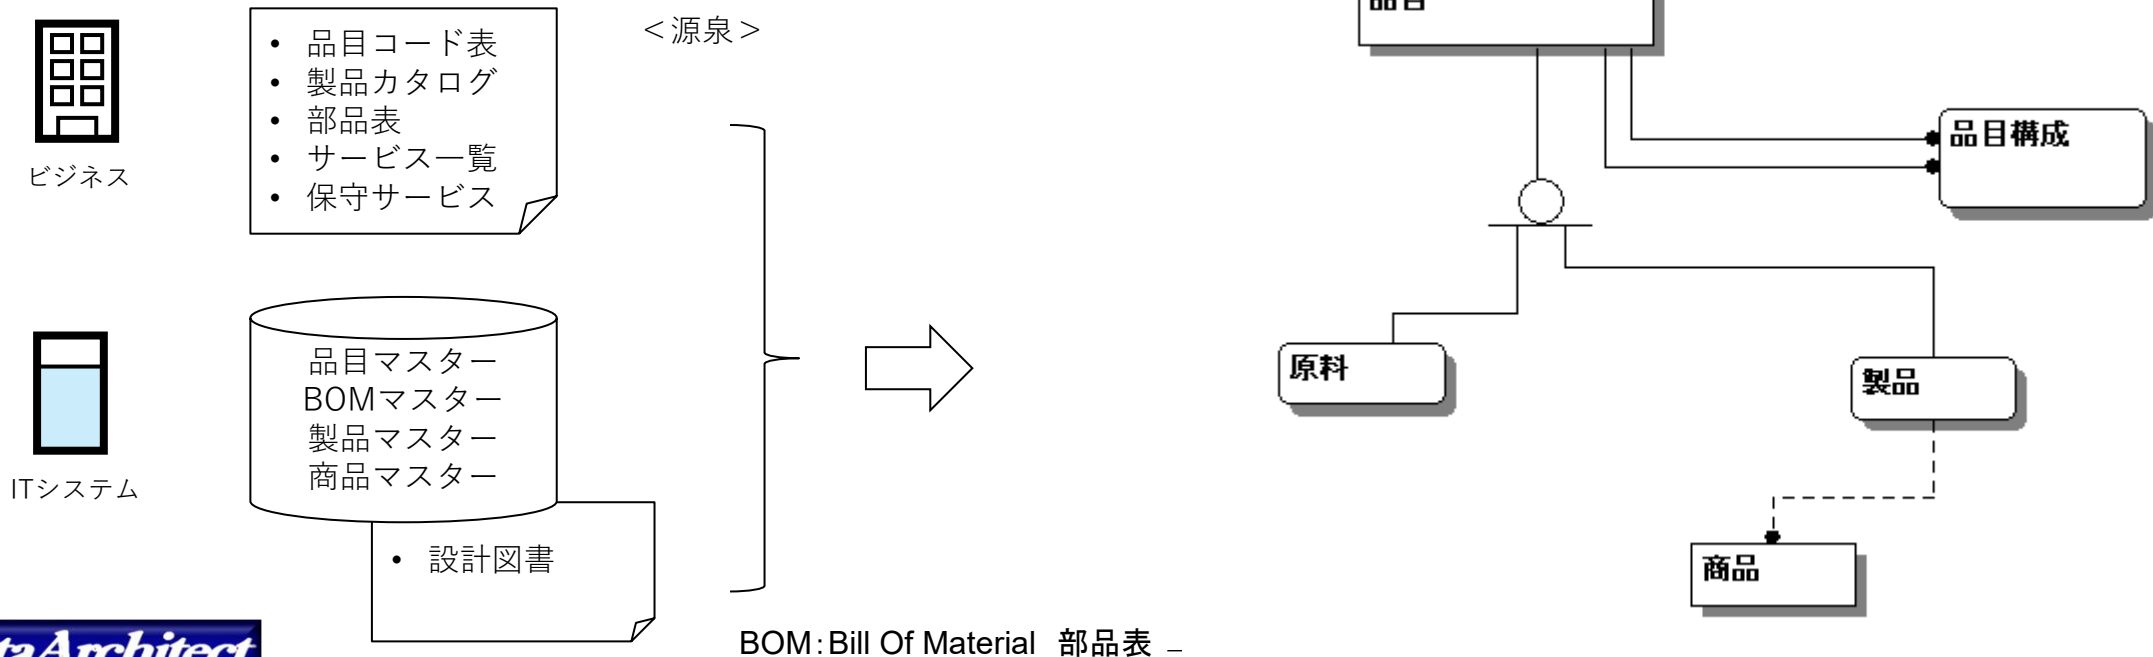 <源泉>
• 品目コード表
• 製品カタログ
• 部品表
• サービス一覧
• 保守サービス
ビジネス
品目マスター
BOMマスター
製品マスター
商品マスター
ITシステム
• 設計図書
BOM:Bill Of Material 部品表
品目
品目構成
原料
製品
商品
taArchitect